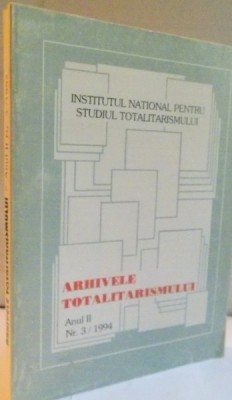 INSTITUTUL NATIONAL PENTRU
STUDIUL TOTALITARISMULUI
ARHIVELE
TOTALITARISMULUI
Anul II
Nr. 3 / 1994